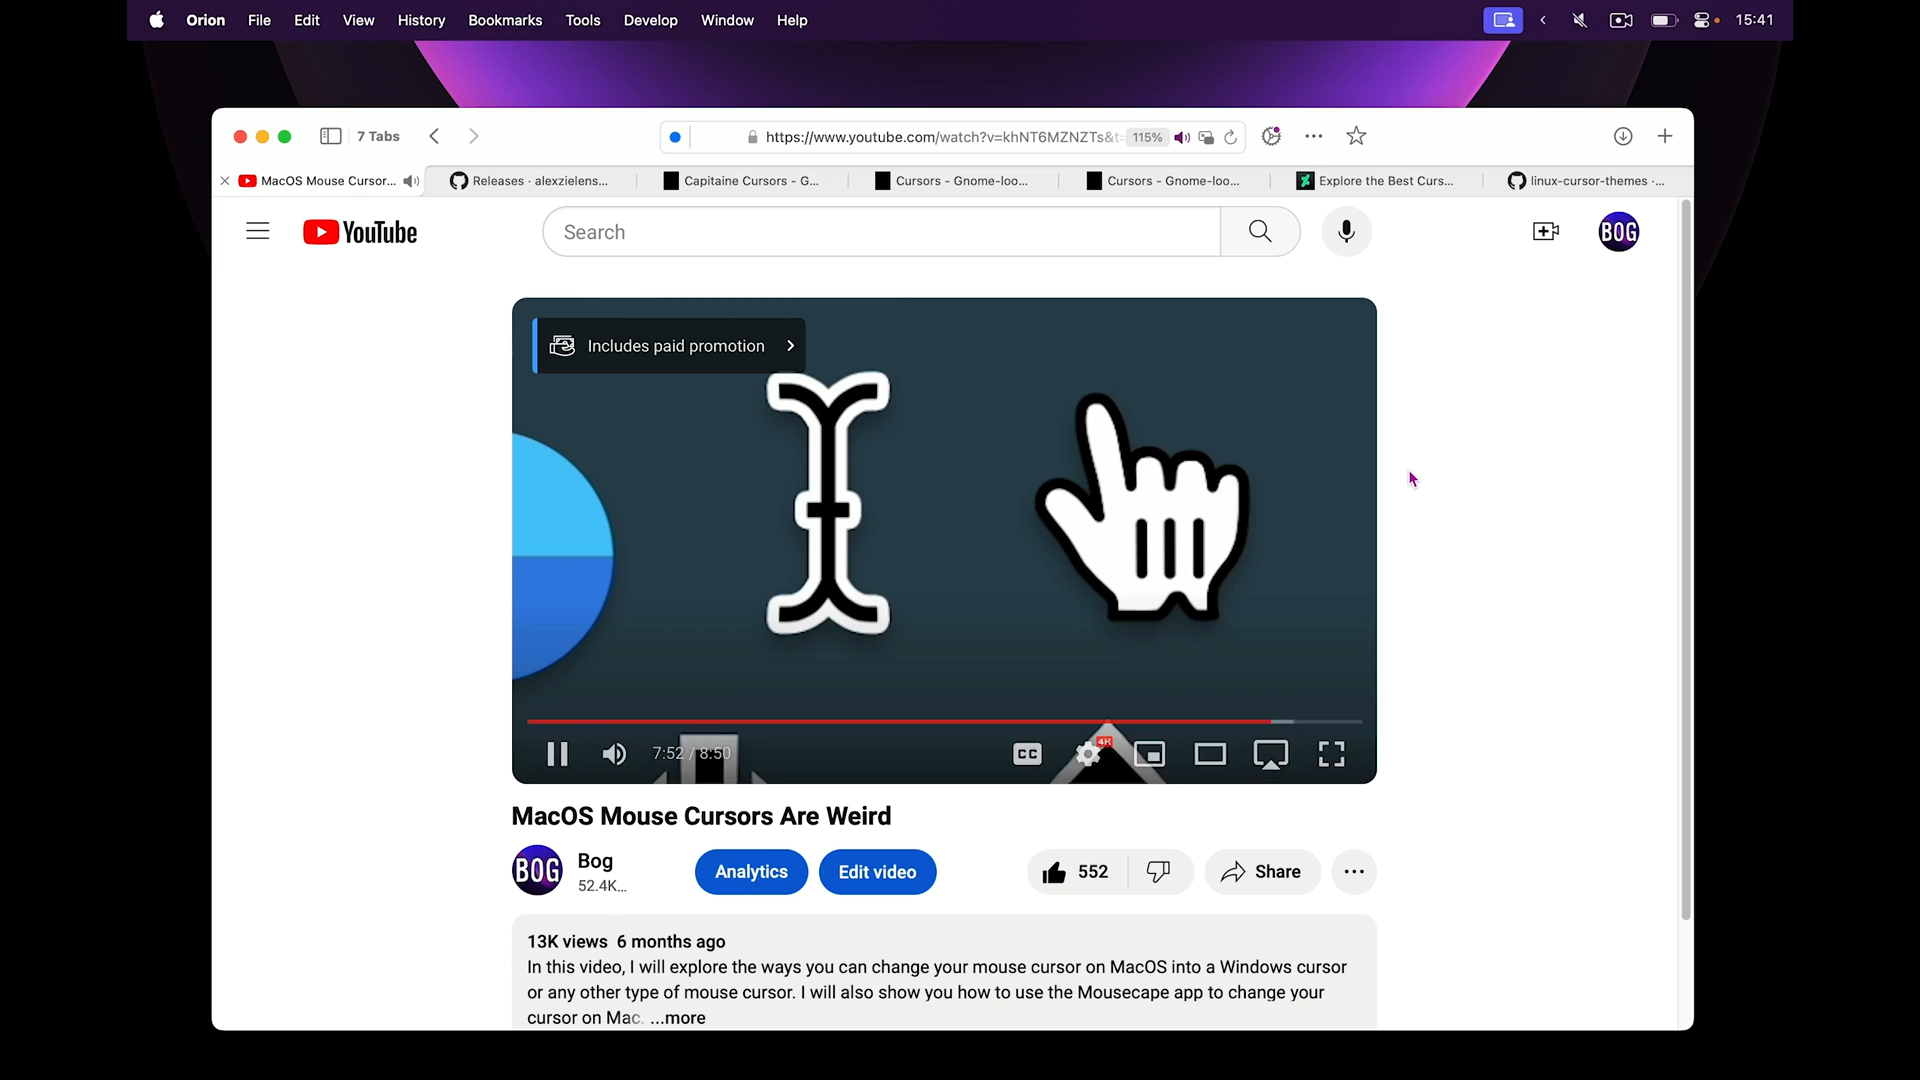 Orion File Edit View History Bookmarks Tools Develop Window Help 15:41
7 Tabs https://www.youtube.com/watch?v=khNT6MZNZTs&t= 115%
MacOS Mouse Cursor... Releases · alexzielens... Capitaine Cursors - G... Cursors - Gnome-loo... Cursors - Gnome-loo... Explore the Best Curs... linux-cursor-themes ·...
YouTube Search BOG
Includes paid promotion
7:52 / 8:50 CC 4K
MacOS Mouse Cursors Are Weird
BOG Bog Analytics Edit video 552 Share
52.4K...
13K views 6 months ago
In this video, I will explore the ways you can change your mouse cursor on MacOS into a Windows cursor
or any other type of mouse cursor. I will also show you how to use the Mousecape app to change your
cursor on Mac. ...more